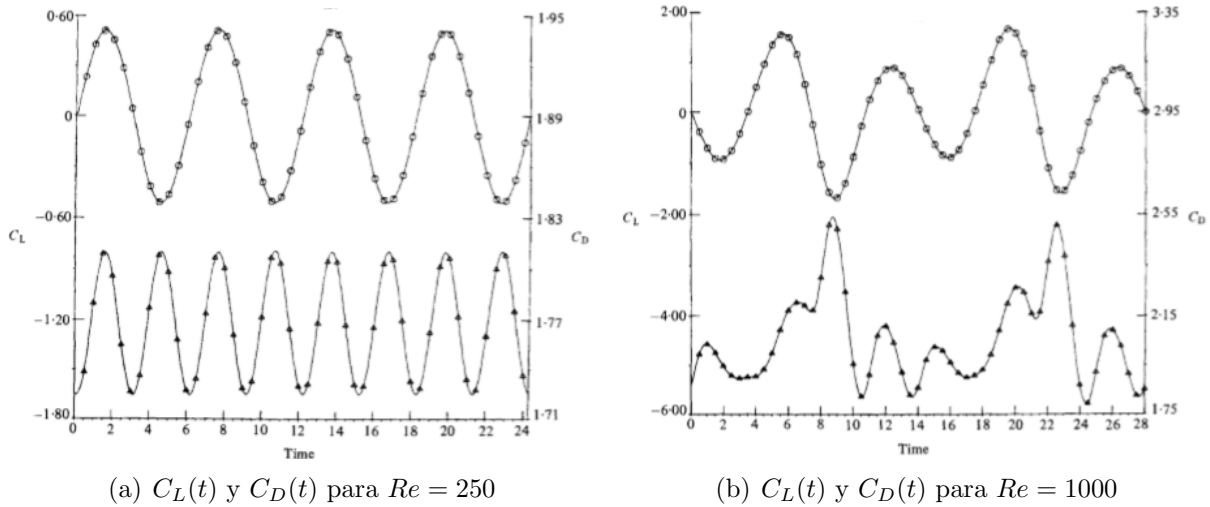 0·60
0
−0·60
C_L
−1·20
−1·80
1·95
1·89
1·83
C_D
1·77
1·71
0 2 4 6 8 10 12 14 16 18 20 22 24
Time
(a) C_L(t) y C_D(t) para Re = 250
2·00
0
−2·00
C_L
−4·00
−6·00
3·35
2·95
2·55
C_D
2·15
1·75
0 2 4 6 8 10 12 14 16 18 20 22 24 26 28
Time
(b) C_L(t) y C_D(t) para Re = 1000